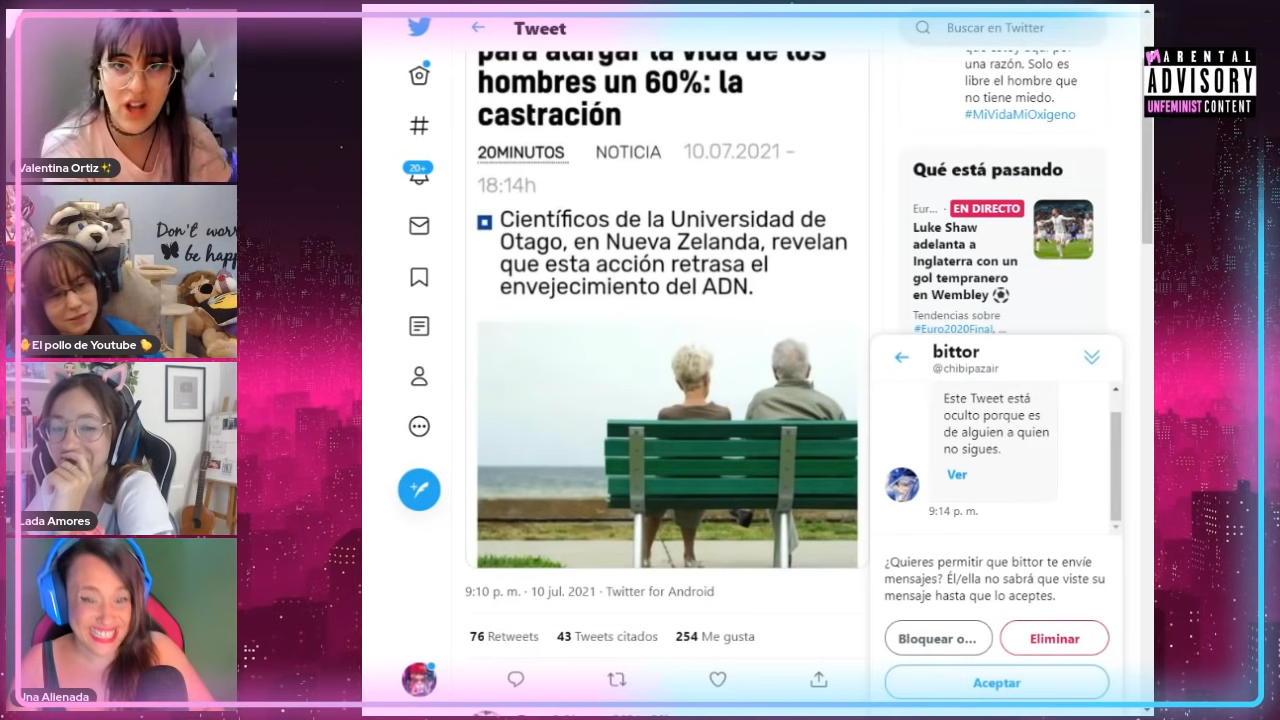 Valentina Ortiz✨
Don't worr
be happ
🐥El pollo de Youtube 🐤
Lada Amores
Una Alienada
Tweet
para alargar la vida de los
hombres un 60%: la
castración
20MINUTOS NOTICIA 10.07.2021 -
18:14h
Científicos de la Universidad de
Otago, en Nueva Zelanda, revelan
que esta acción retrasa el
envejecimiento del ADN.
9:10 p. m. · 10 jul. 2021 · Twitter for Android
76 Retweets 43 Tweets citados 254 Me gusta
20+
Buscar en Twitter
que estoy aquí por
una razón. Solo es
libre el hombre que
no tiene miedo.
#MiVidaMiOxigeno
Qué está pasando
Eur... · EN DIRECTO
Luke Shaw
adelanta a
Inglaterra con un
gol tempranero
en Wembley ⚽
Tendencias sobre
#Euro2020Final, ...
bittor
@chibipazair
Este Tweet está
oculto porque es
de alguien a quien
no sigues.
Ver
9:14 p. m.
¿Quieres permitir que bittor te envíe
mensajes? Él/ella no sabrá que viste su
mensaje hasta que lo aceptes.
Bloquear o...
Eliminar
Aceptar
PARENTAL
ADVISORY
UNFEMINIST CONTENT